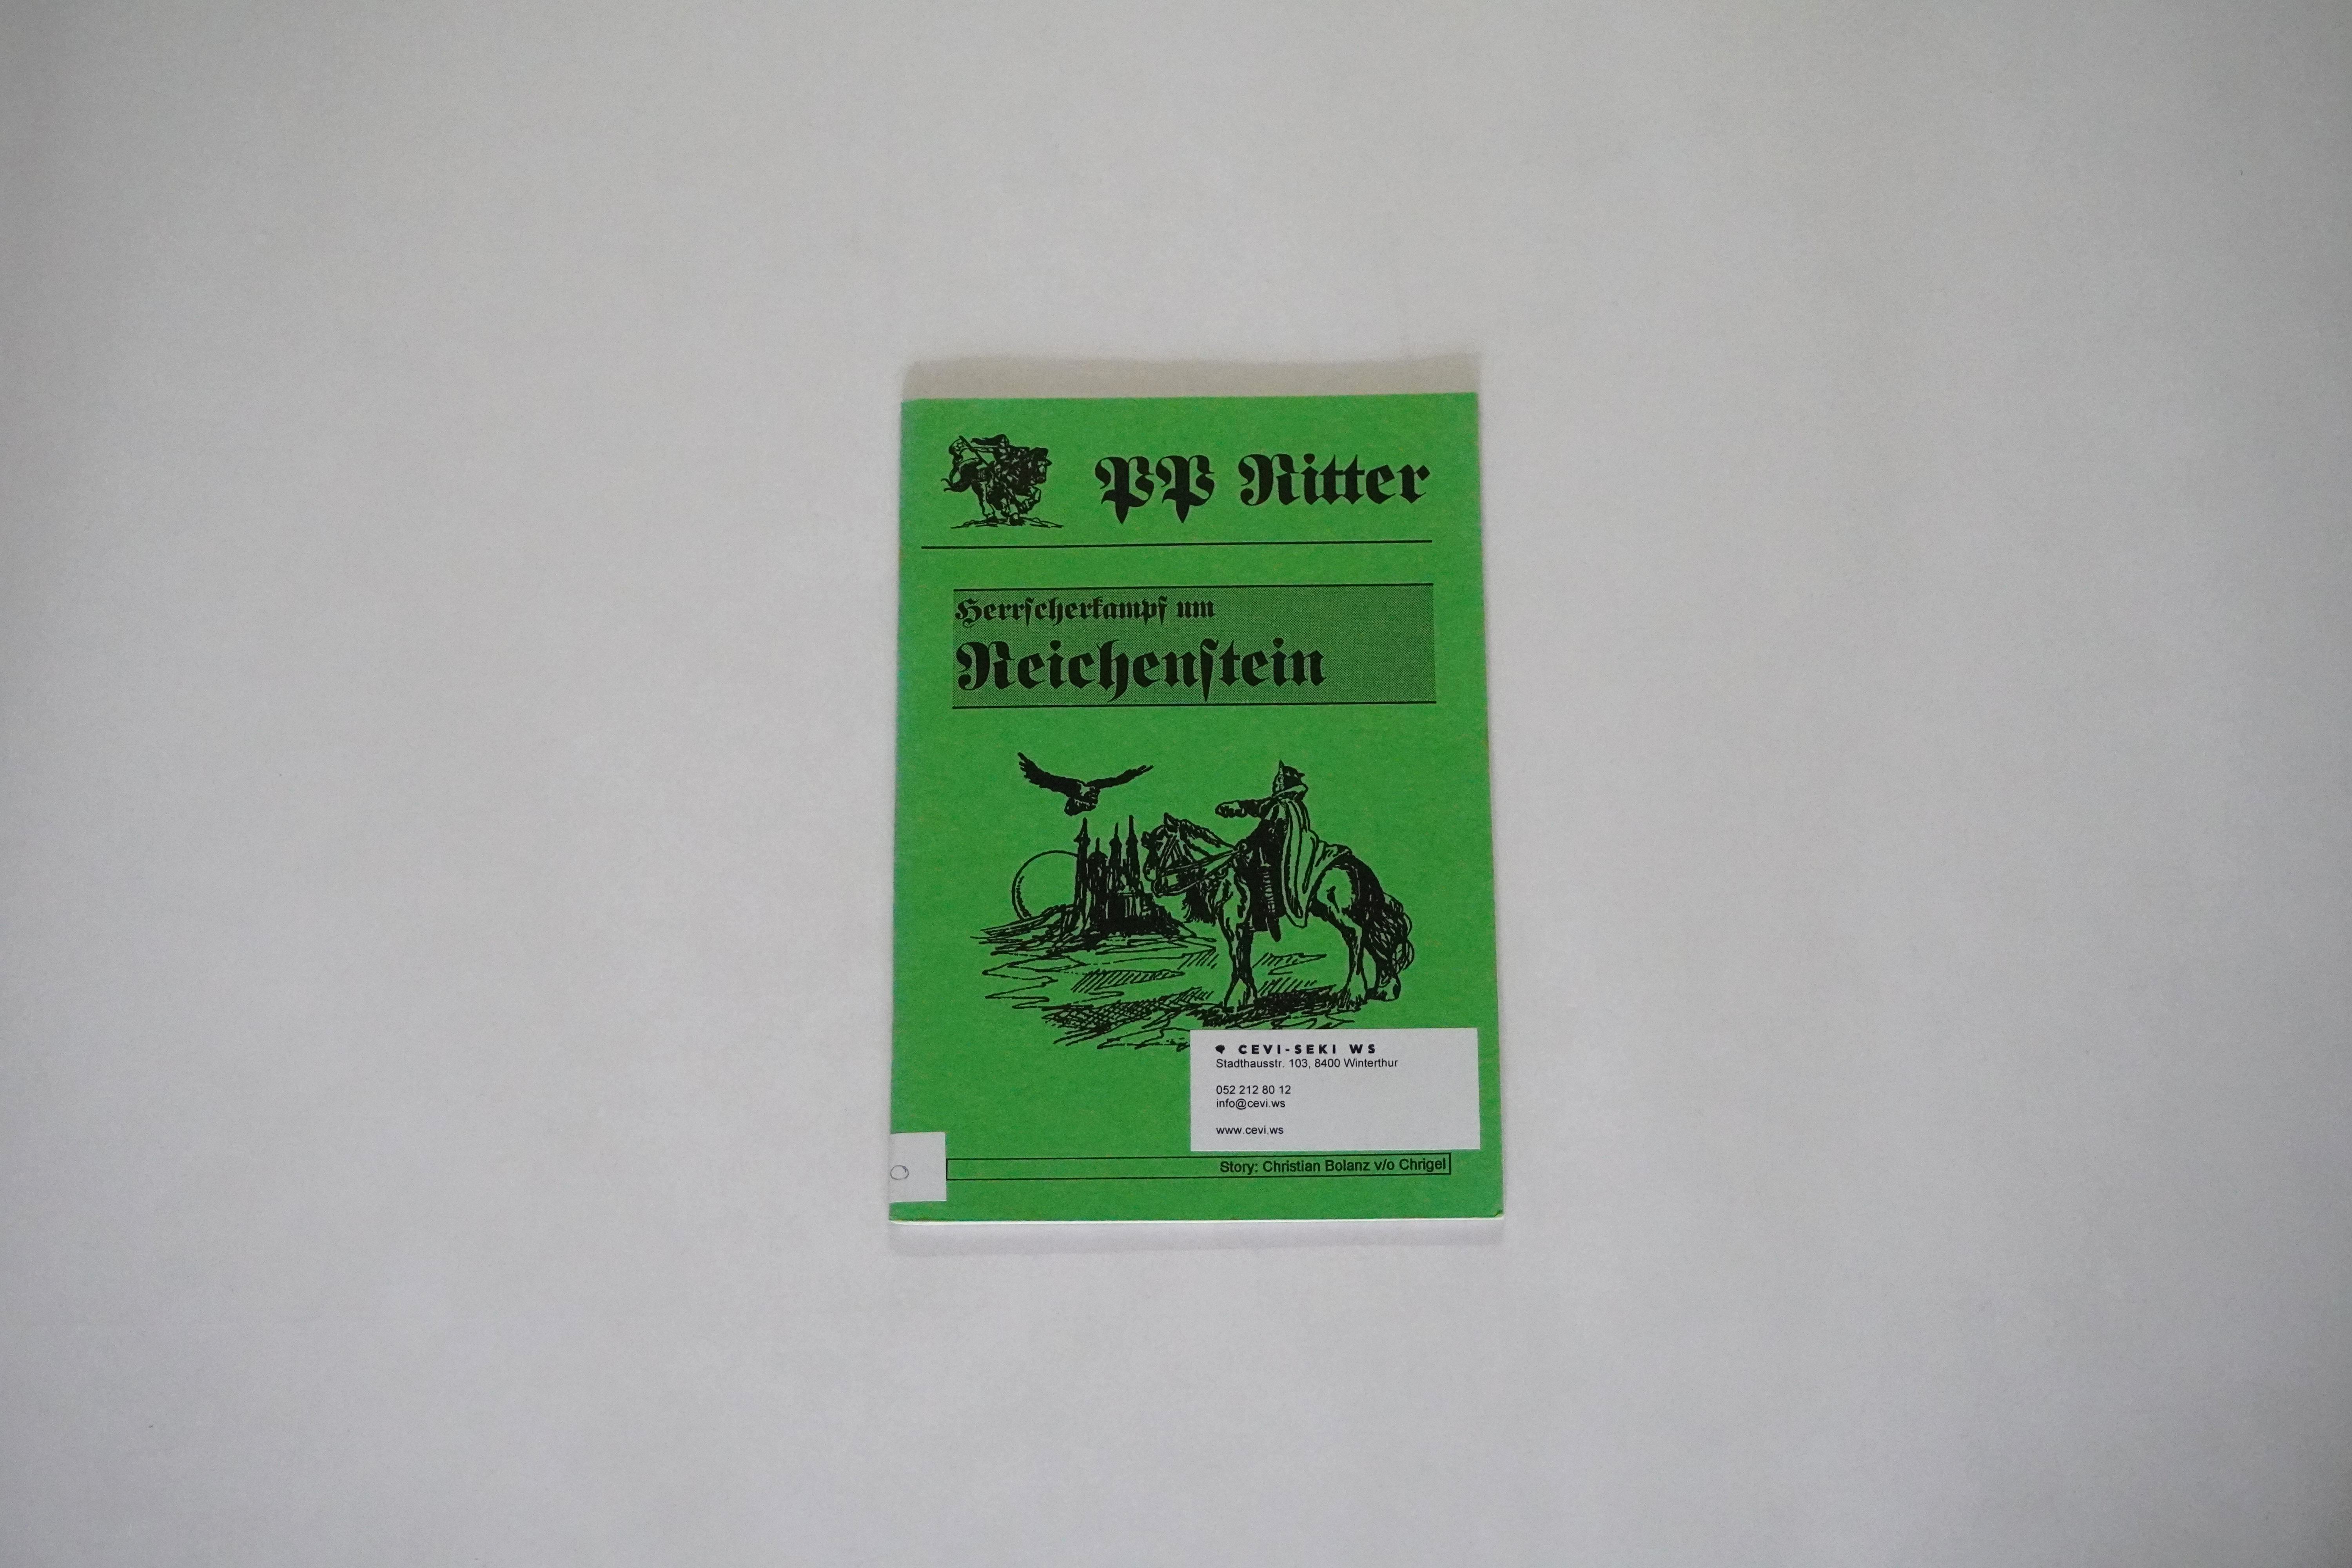 PP Ritter
Herrſcherkampf um
Reichenſtein
CEVI-SEKI WS
Stadthausstr. 103, 8400 Winterthur
052 212 80 12
info@cevi.ws
www.cevi.ws
Story: Christian Bolanz v/o Chrigel